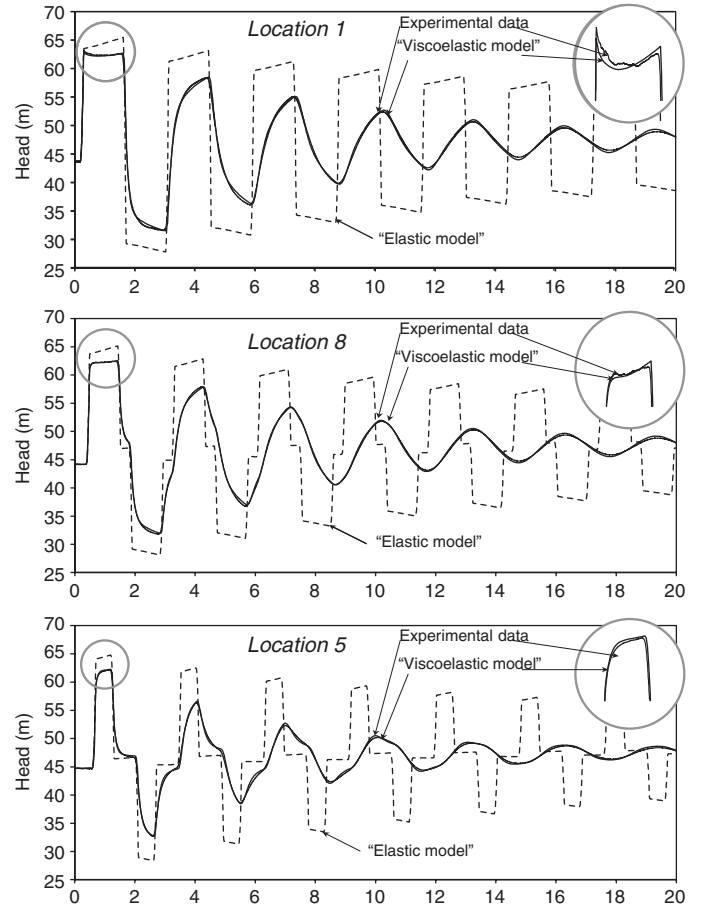 Location 1
Experimental data
“Viscoelastic model”
“Elastic model”
Head (m)
70
65
60
55
50
45
40
35
30
25
0 2 4 6 8 10 12 14 16 18 20
Location 8
Experimental data
“Viscoelastic model”
“Elastic model”
Head (m)
70
65
60
55
50
45
40
35
30
25
0 2 4 6 8 10 12 14 16 18 20
Location 5
Experimental data
“Viscoelastic model”
“Elastic model”
Head (m)
70
65
60
55
50
45
40
35
30
25
0 2 4 6 8 10 12 14 16 18 20